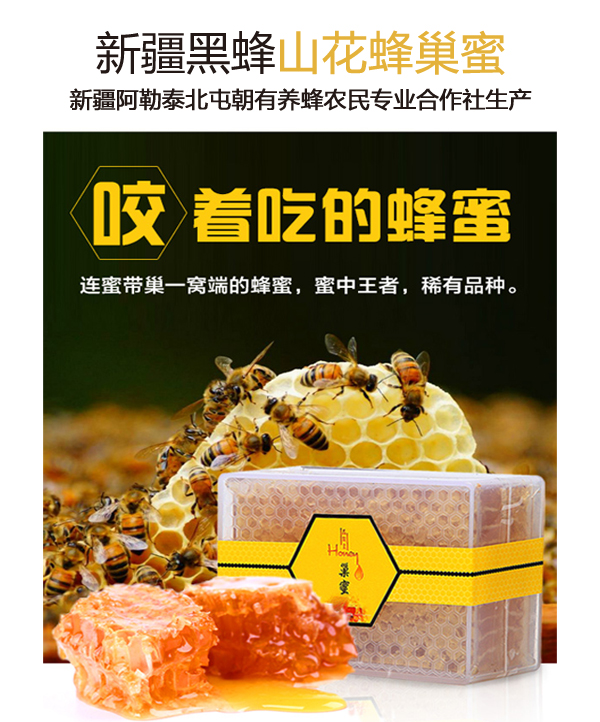 新疆黑蜂山花蜂巢蜜
新疆阿勒泰北屯朝有养蜂农民专业合作社生产
咬着吃的蜂蜜
连蜜带巢一窝端的蜂蜜，蜜中王者，稀有品种。
Honey
巢蜜